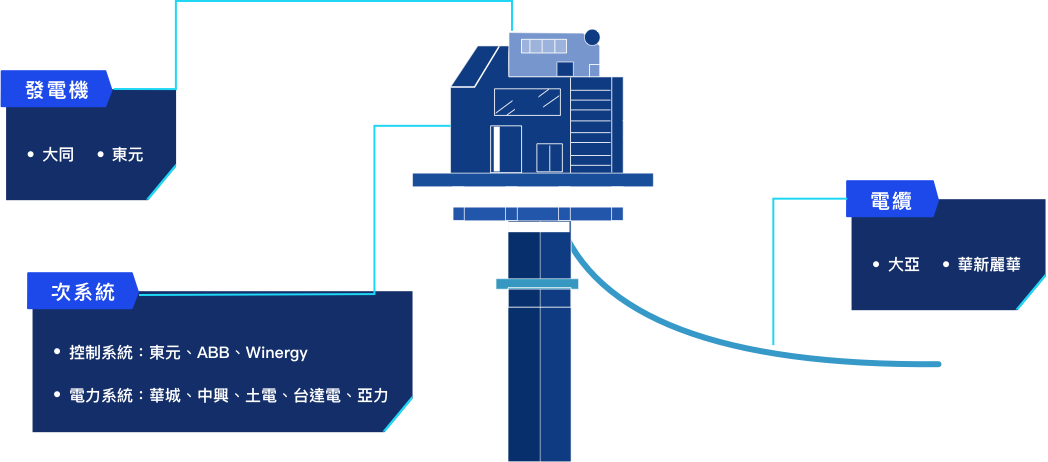 發電機
• 大同 • 東元
次系統
• 控制系統：東元、ABB、Winergy
• 電力系統：華城、中興、土電、台達電、亞力
電纜
• 大亞 • 華新麗華